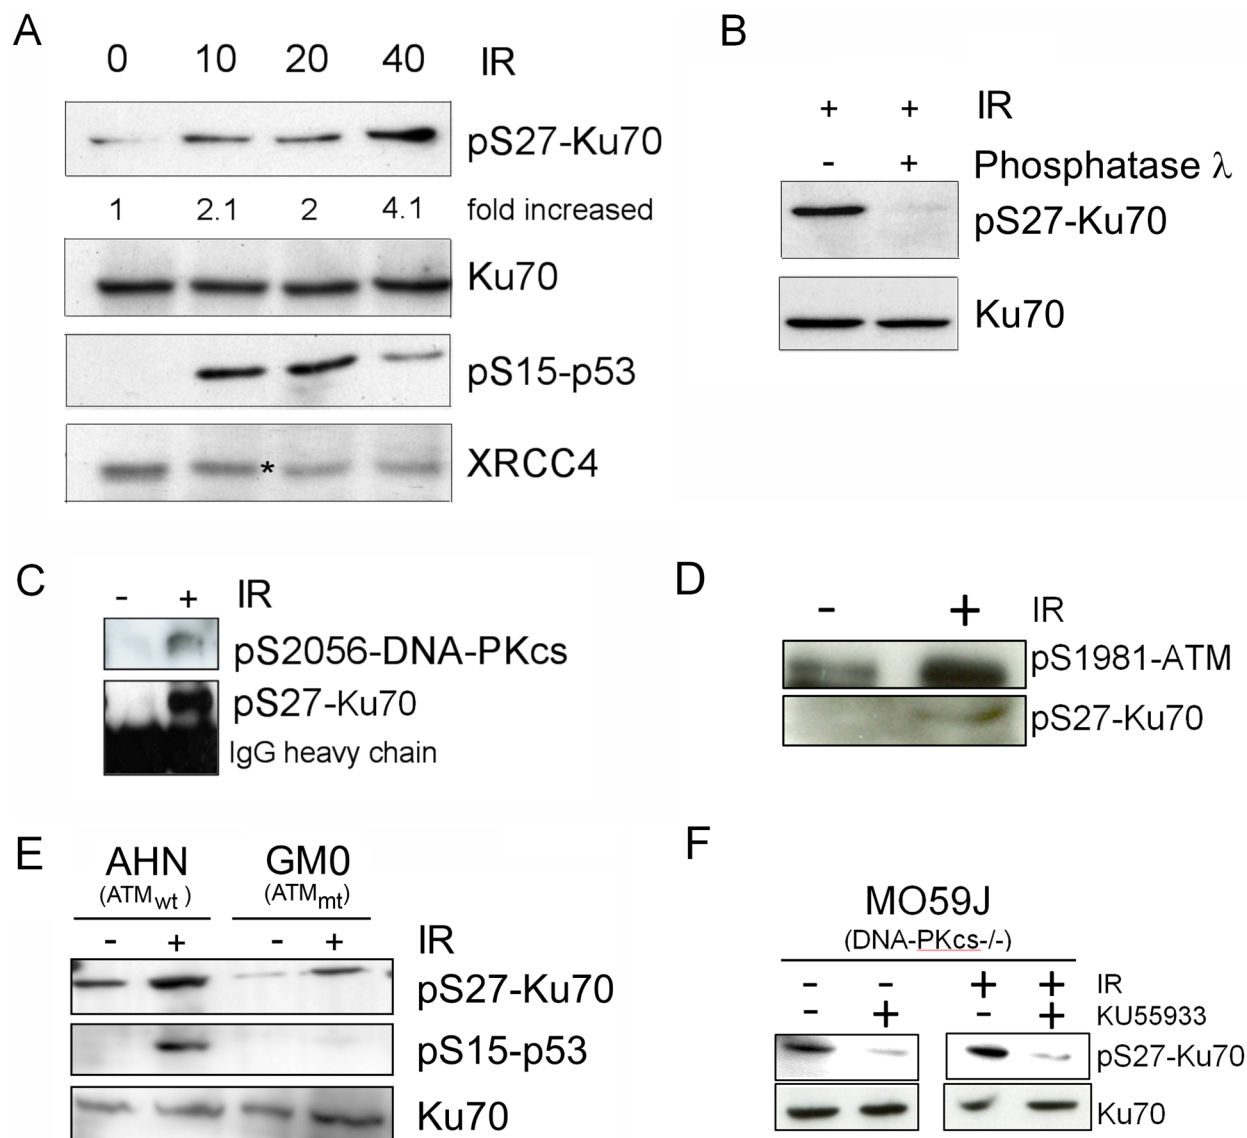 A
0 10 20 40 IR
pS27-Ku70
1 2.1 2 4.1 fold increased
Ku70
pS15-p53
* XRCC4
B
+ + IR
- + Phosphatase λ
pS27-Ku70
Ku70
C
- + IR
pS2056-DNA-PKcs
pS27-Ku70
IgG heavy chain
D
- + IR
pS1981-ATM
pS27-Ku70
E
AHN GM0
(ATMwt ) (ATMmt)
- + - + IR
pS27-Ku70
pS15-p53
Ku70
F
MO59J
(DNA-PKcs-/-)
- - + + IR
- + - + KU55933
pS27-Ku70
Ku70